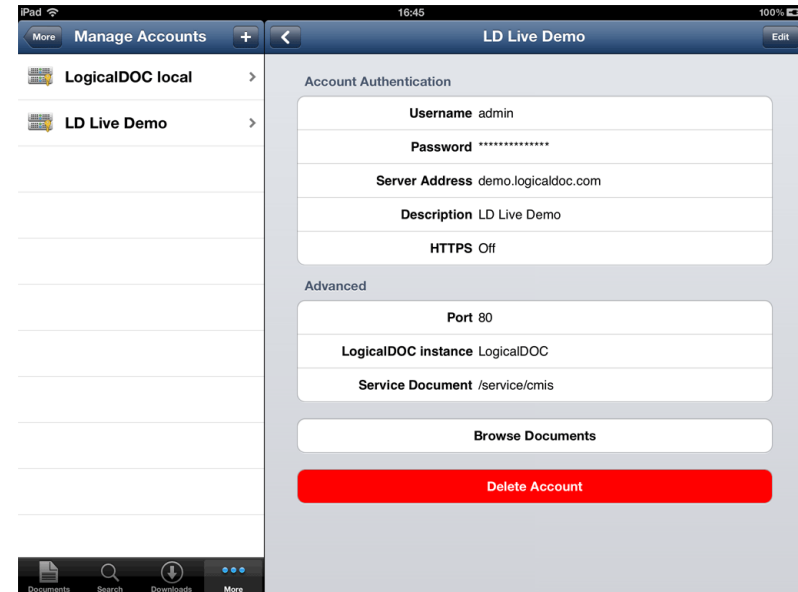 iPad 16:45 100%
More Manage Accounts + LD Live Demo Edit
LogicalDOC local
LD Live Demo
Account Authentication
Username admin
Password **************
Server Address demo.logicaldoc.com
Description LD Live Demo
HTTPS Off
Advanced
Port 80
LogicalDOC instance LogicalDOC
Service Document /service/cmis
Browse Documents
Delete Account
Documents Search Downloads More